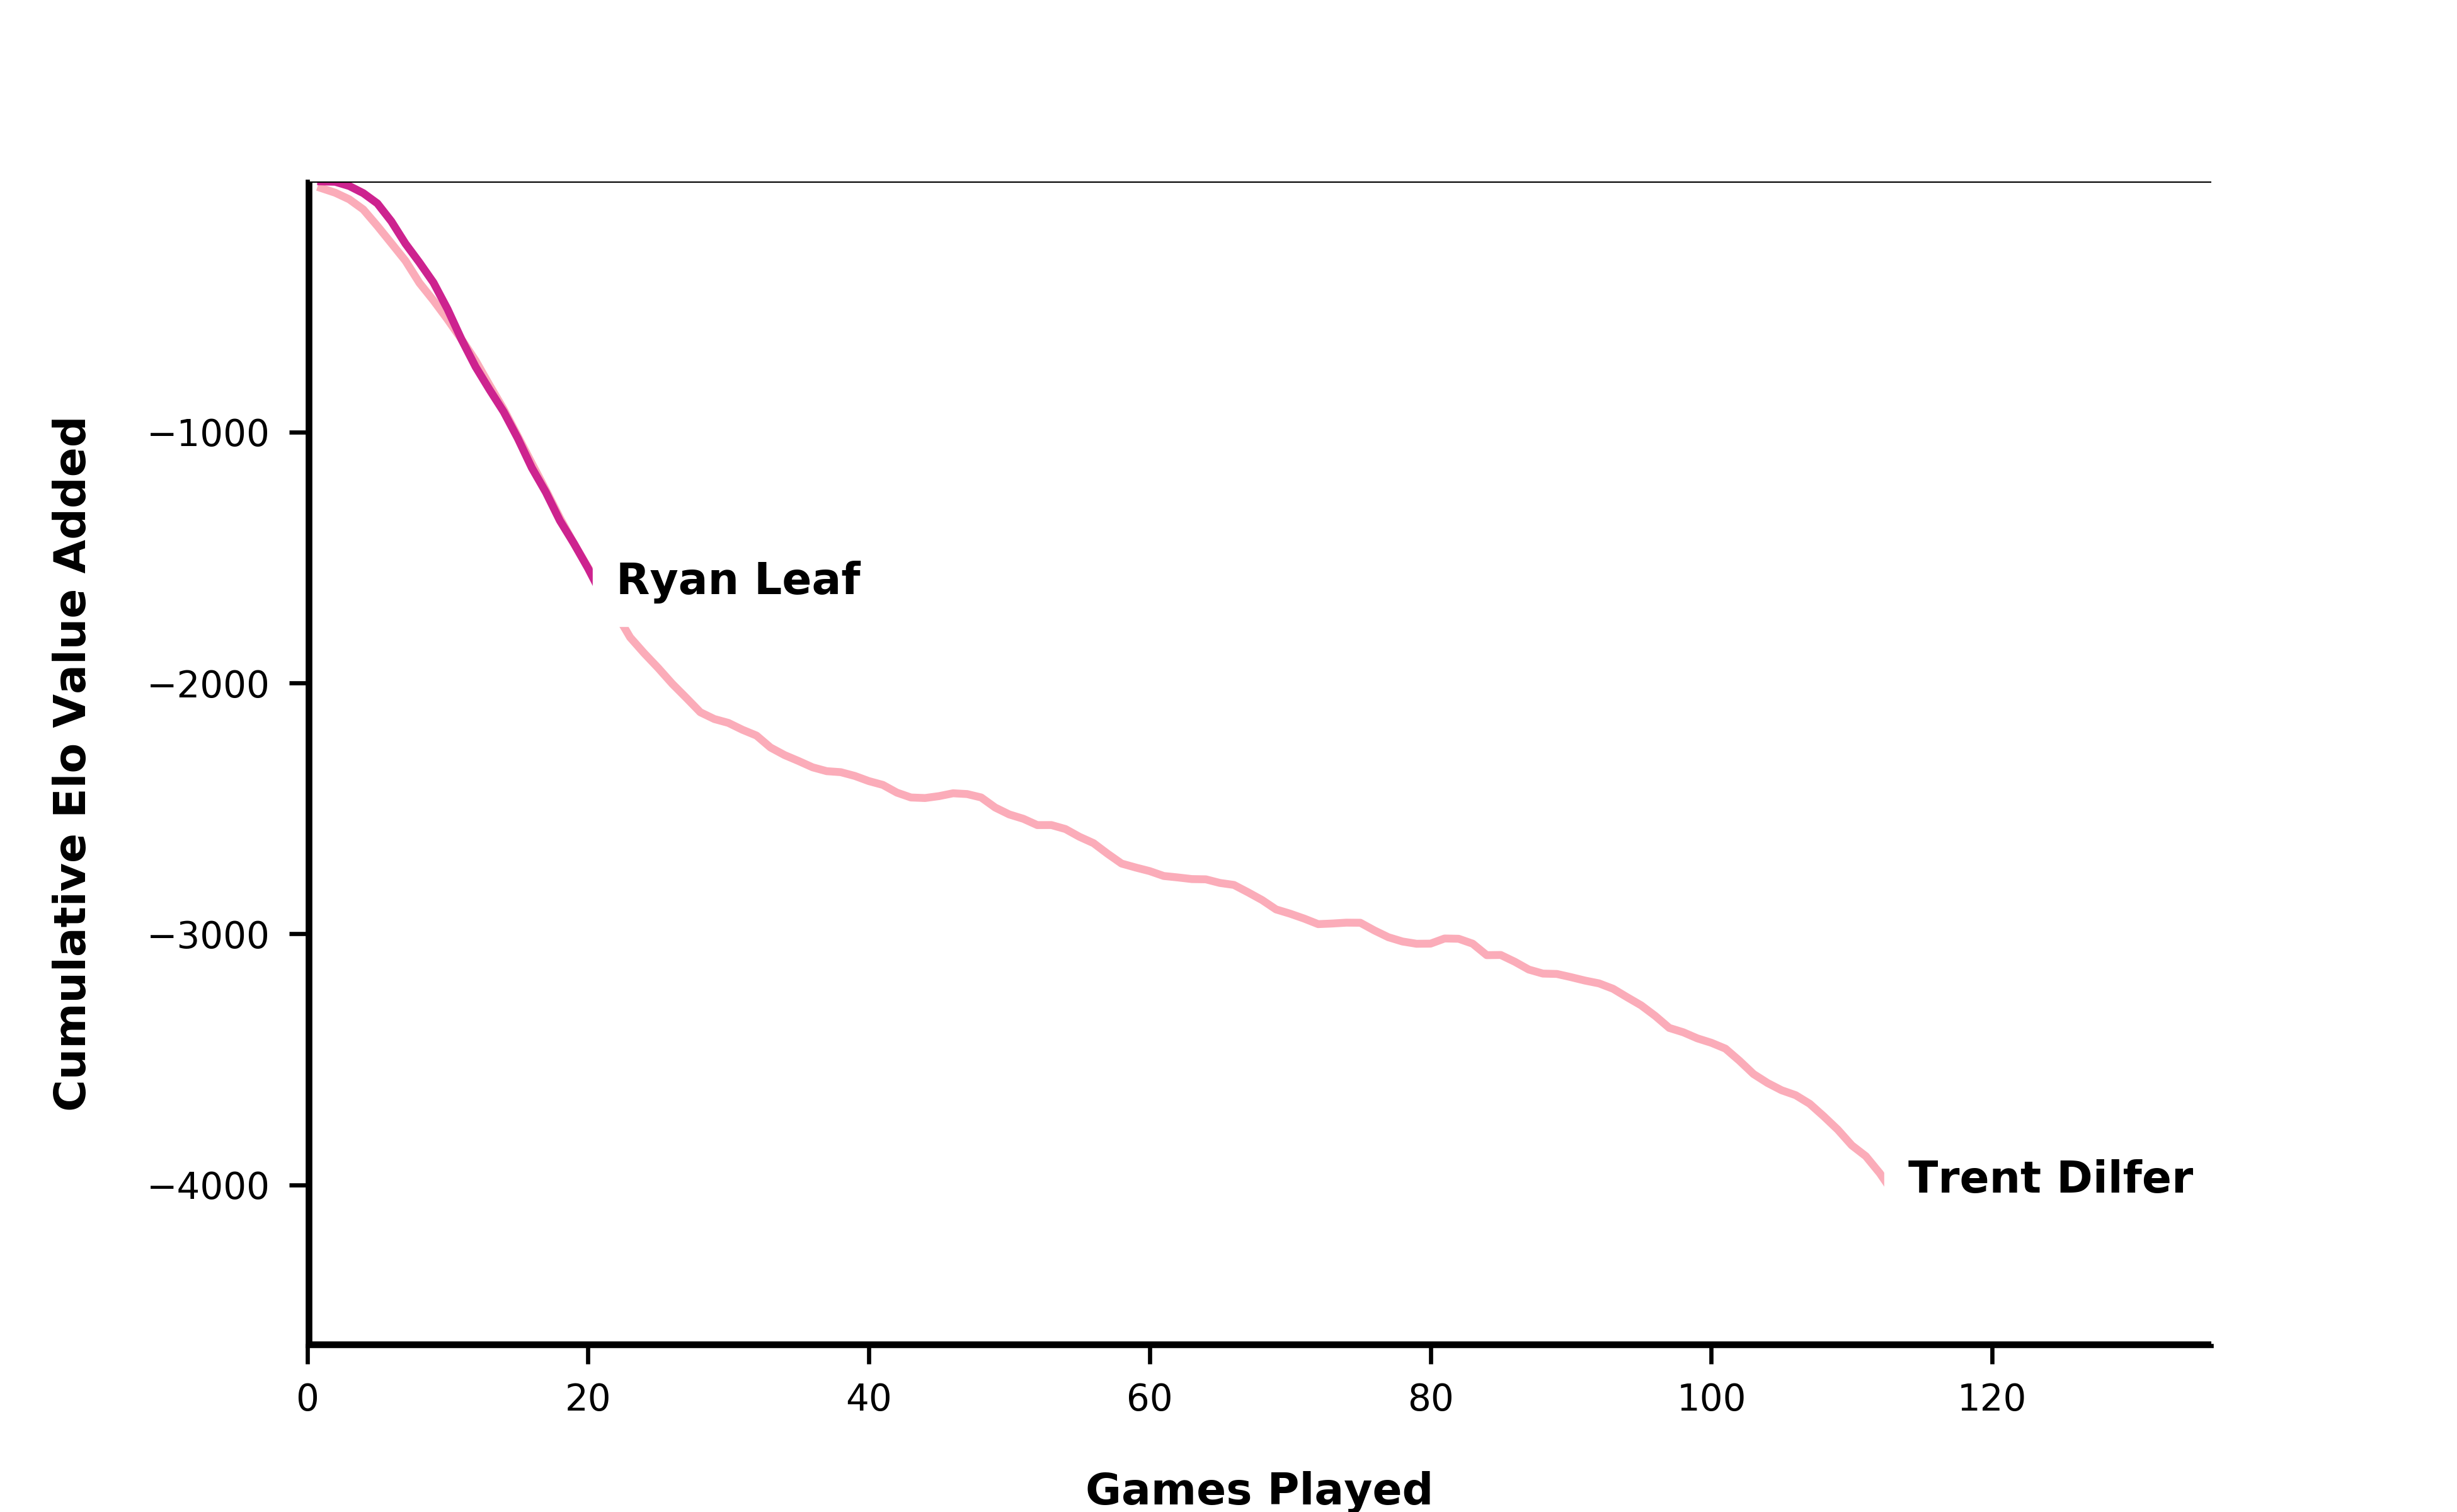 Cumulative Elo Value Added
−1000
−2000
−3000
−4000
Ryan Leaf
Trent Dilfer
0 20 40 60 80 100 120
Games Played